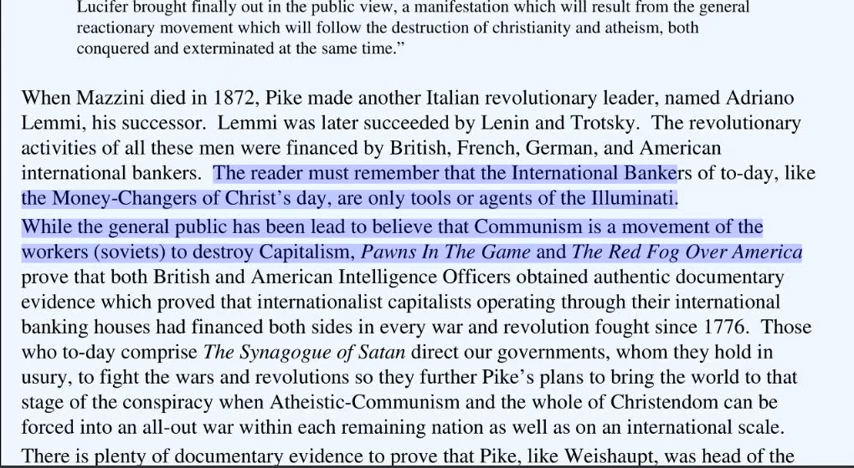 Lucifer brought finally out in the public view, a manifestation which will result from the general
reactionary movement which will follow the destruction of christianity and atheism, both
conquered and exterminated at the same time.”
When Mazzini died in 1872, Pike made another Italian revolutionary leader, named Adriano
Lemmi, his successor. Lemmi was later succeeded by Lenin and Trotsky. The revolutionary
activities of all these men were financed by British, French, German, and American
international bankers. The reader must remember that the International Bankers of to-day, like
the Money-Changers of Christ’s day, are only tools or agents of the Illuminati.
While the general public has been lead to believe that Communism is a movement of the
workers (soviets) to destroy Capitalism, Pawns In The Game and The Red Fog Over America
prove that both British and American Intelligence Officers obtained authentic documentary
evidence which proved that internationalist capitalists operating through their international
banking houses had financed both sides in every war and revolution fought since 1776. Those
who to-day comprise The Synagogue of Satan direct our governments, whom they hold in
usury, to fight the wars and revolutions so they further Pike’s plans to bring the world to that
stage of the conspiracy when Atheistic-Communism and the whole of Christendom can be
forced into an all-out war within each remaining nation as well as on an international scale.
There is plenty of documentary evidence to prove that Pike, like Weishaupt, was head of the